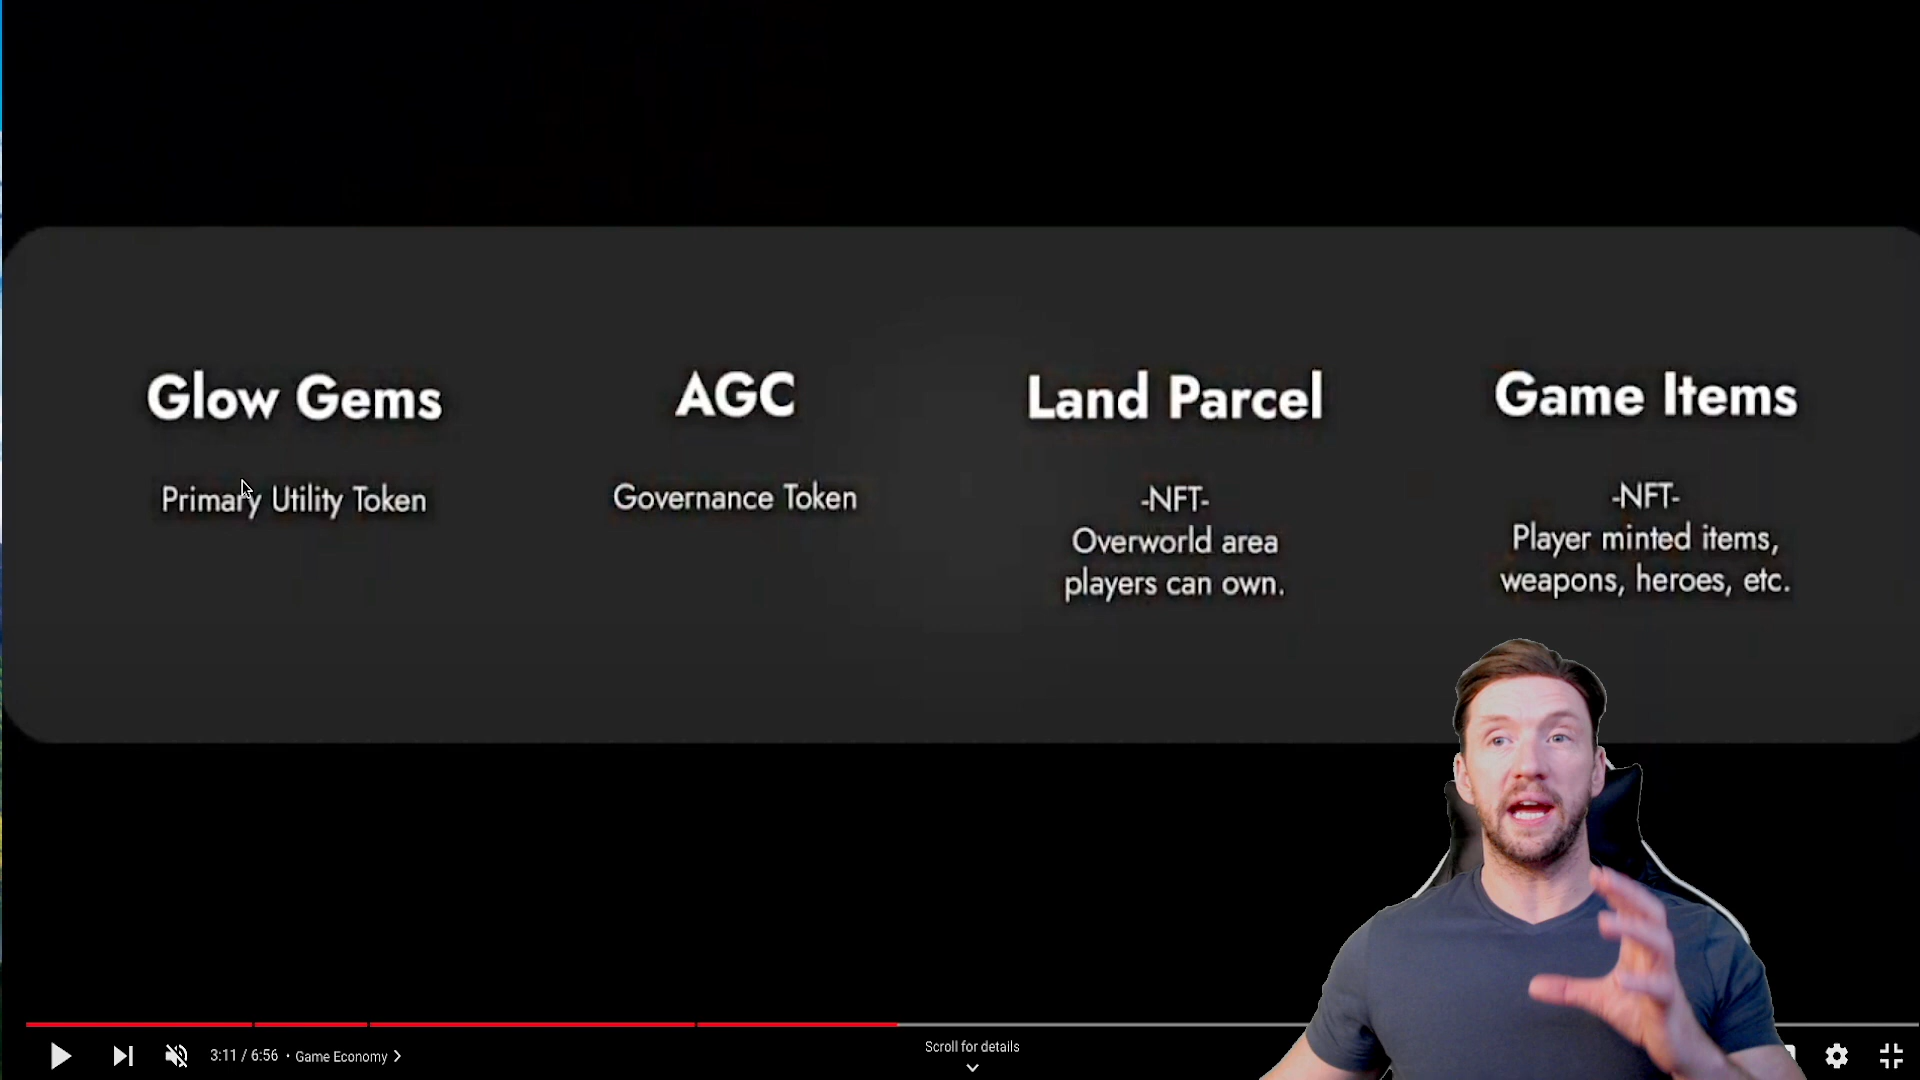 Glow Gems
Primary Utility Token
AGC
Governance Token
Land Parcel
-NFT-
Overworld area
players can own.
Game Items
-NFT-
Player minted items,
weapons, heroes, etc.
3:11 / 6:56 • Game Economy
Scroll for details